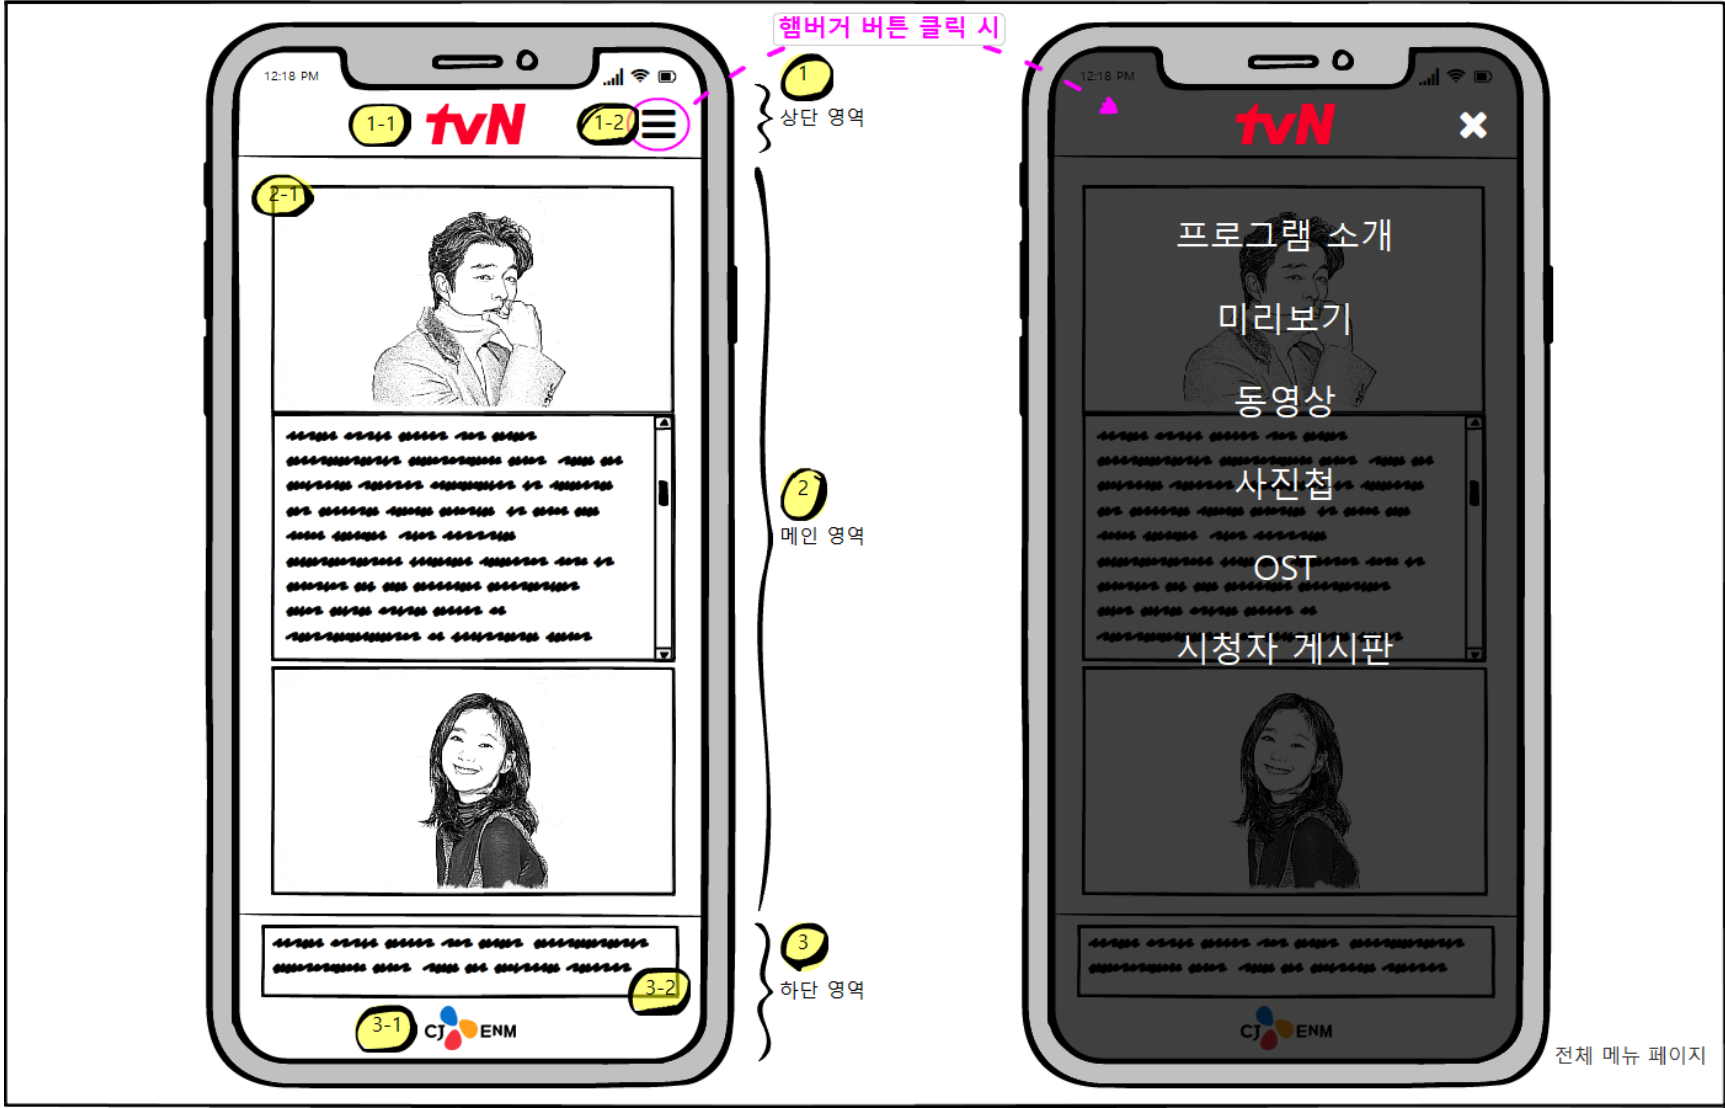 햄버거 버튼 클릭 시
12:18 PM
1-1
tvN
1-2
1
상단 영역
2-1
2
메인 영역
3
하단 영역
3-2
3-1
CJ ENM
12:18 PM
tvN
프로그램 소개
미리보기
동영상
사진첩
OST
시청자 게시판
CJ ENM
전체 메뉴 페이지